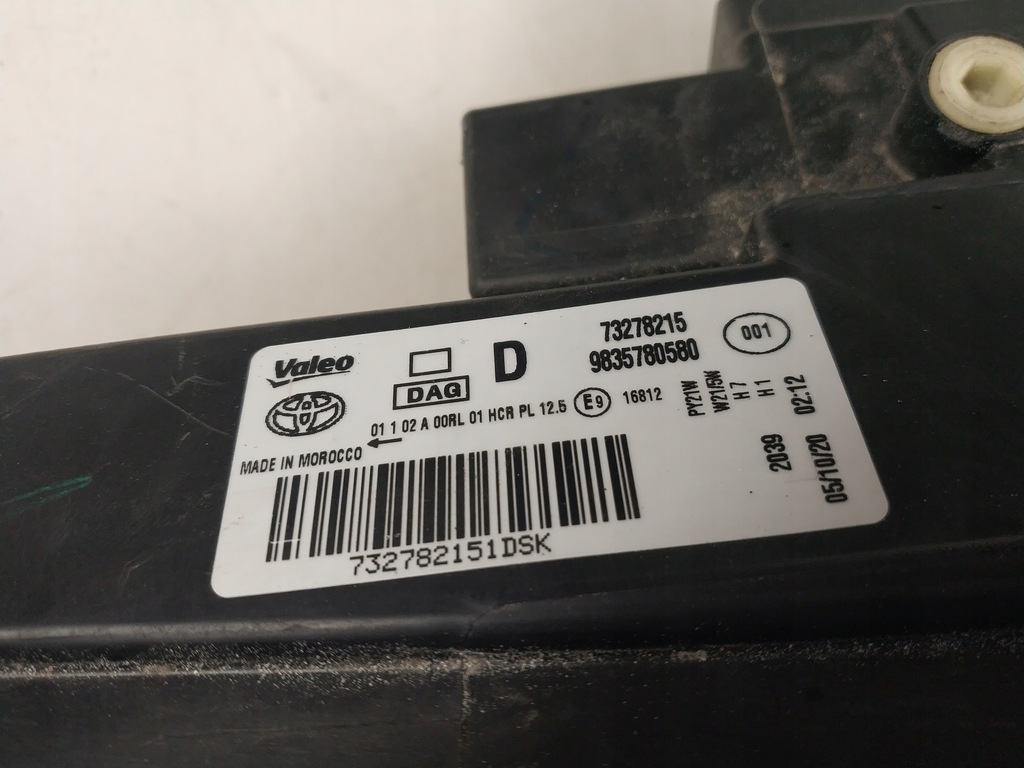 Valeo
DAG
D
73278215
9835780580
001
01 1 02 A 00RL 01 HCR PL 12.5
E9
16812
MADE IN MOROCCO
PY21W
W21/5W
H7
H1
2039
05/10/20 02:12
732782151DSK